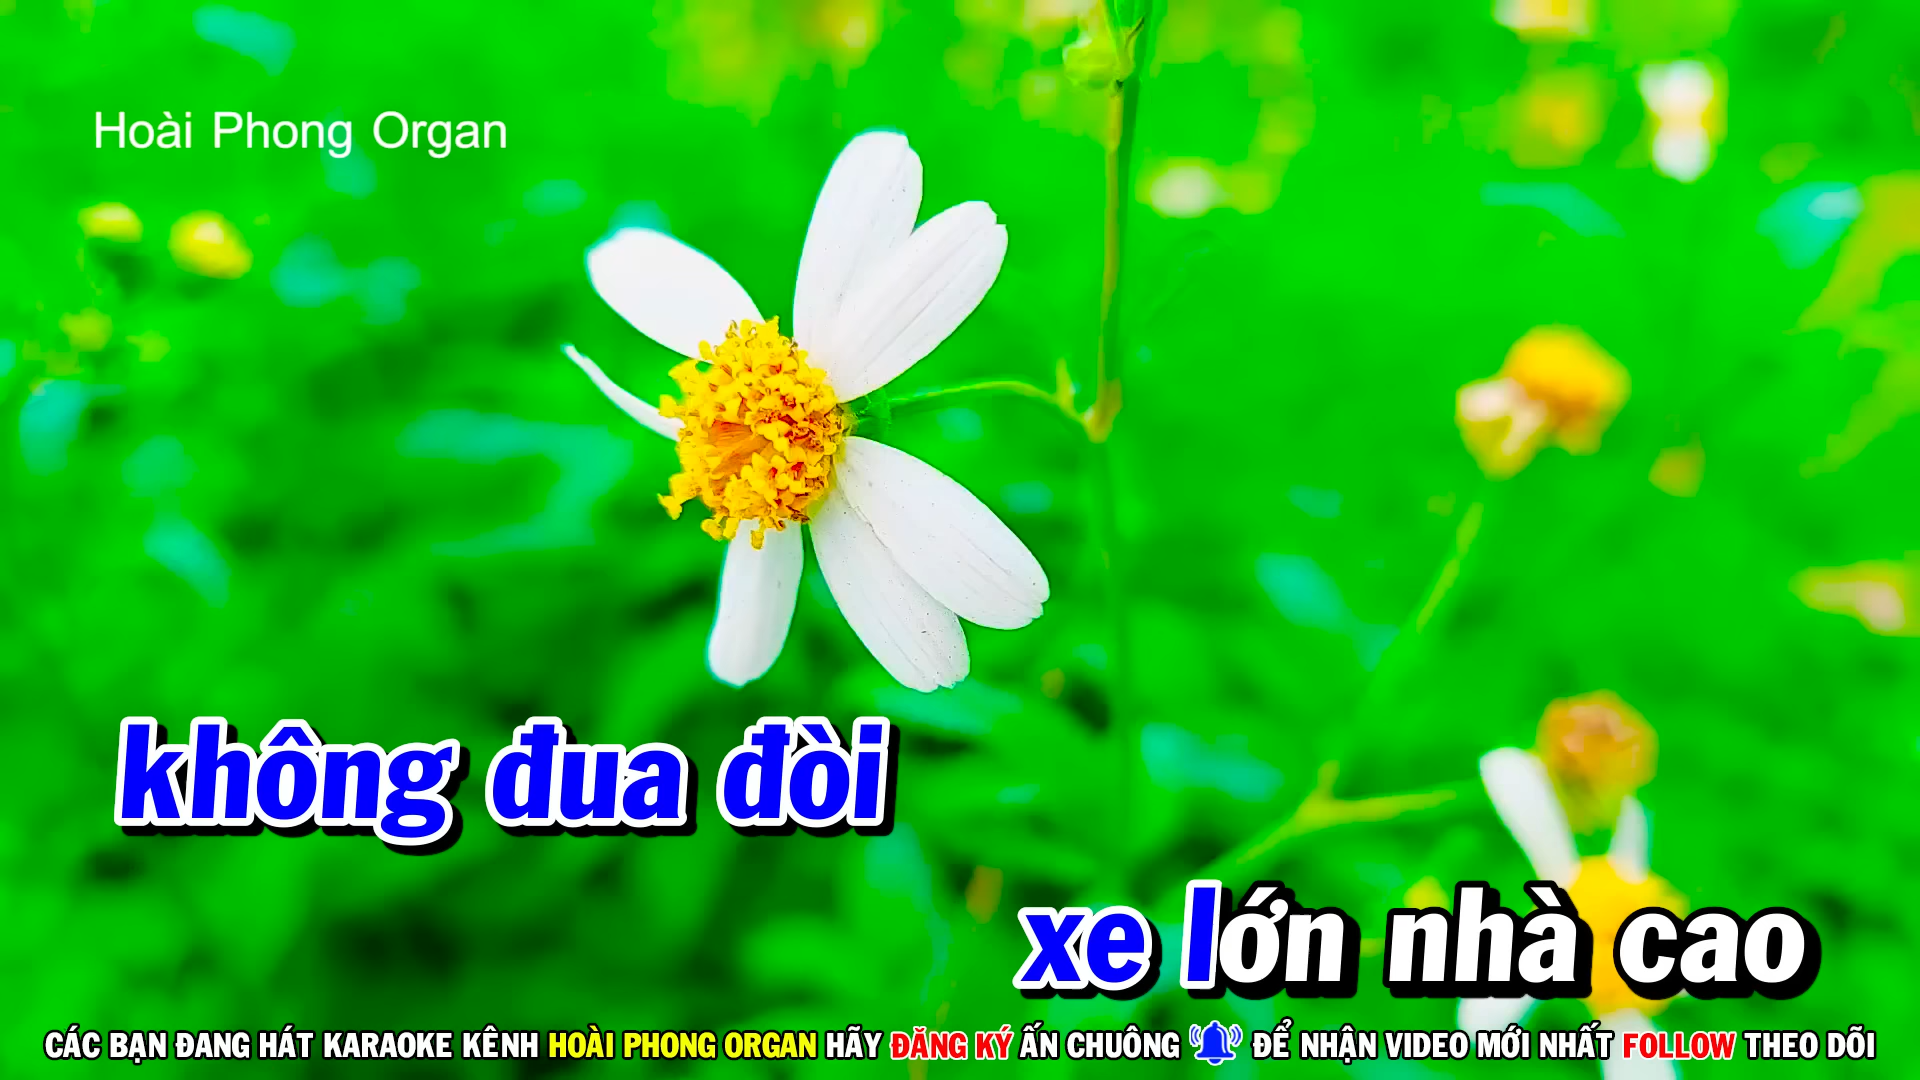 Hoài Phong Organ
không đua đòi
xe lớn nhà cao
CÁC BẠN ĐANG HÁT KARAOKE KÊNH HOÀI PHONG ORGAN HÃY ĐĂNG KÝ ẤN CHUÔNG ĐỂ NHẬN VIDEO MỚI NHẤT FOLLOW THEO DÕI